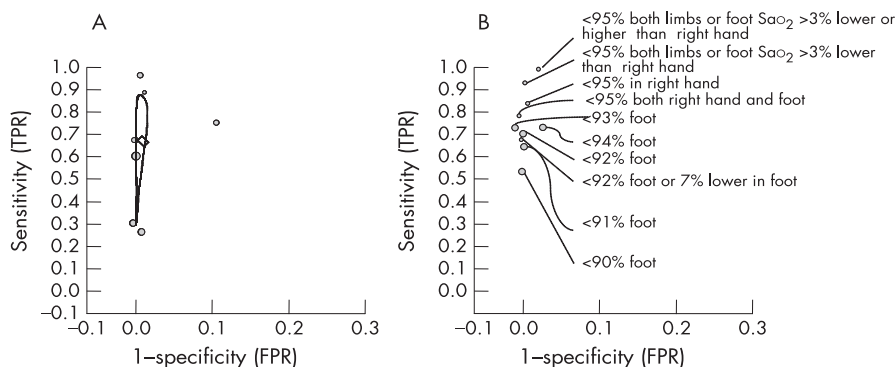 A
Sensitivity (TPR)
1.0
0.9
0.8
0.7
0.6
0.5
0.4
0.3
0.2
0.1
0.0
−0.1
−0.1
0.0
0.1
0.2
0.3
1−specificity (FPR)
B
Sensitivity (TPR)
1.0
0.9
0.8
0.7
0.6
0.5
0.4
0.3
0.2
0.1
0.0
−0.1
−0.1
0.0
0.1
0.2
0.3
1−specificity (FPR)
<95% both limbs or foot SaO2 >3% lower or
higher than right hand
<95% both limbs or foot SaO2 >3% lower
than right hand
<95% in right hand
<95% both right hand and foot
<93% foot
<94% foot
<92% foot
<92% foot or 7% lower in foot
<91% foot
<90% foot